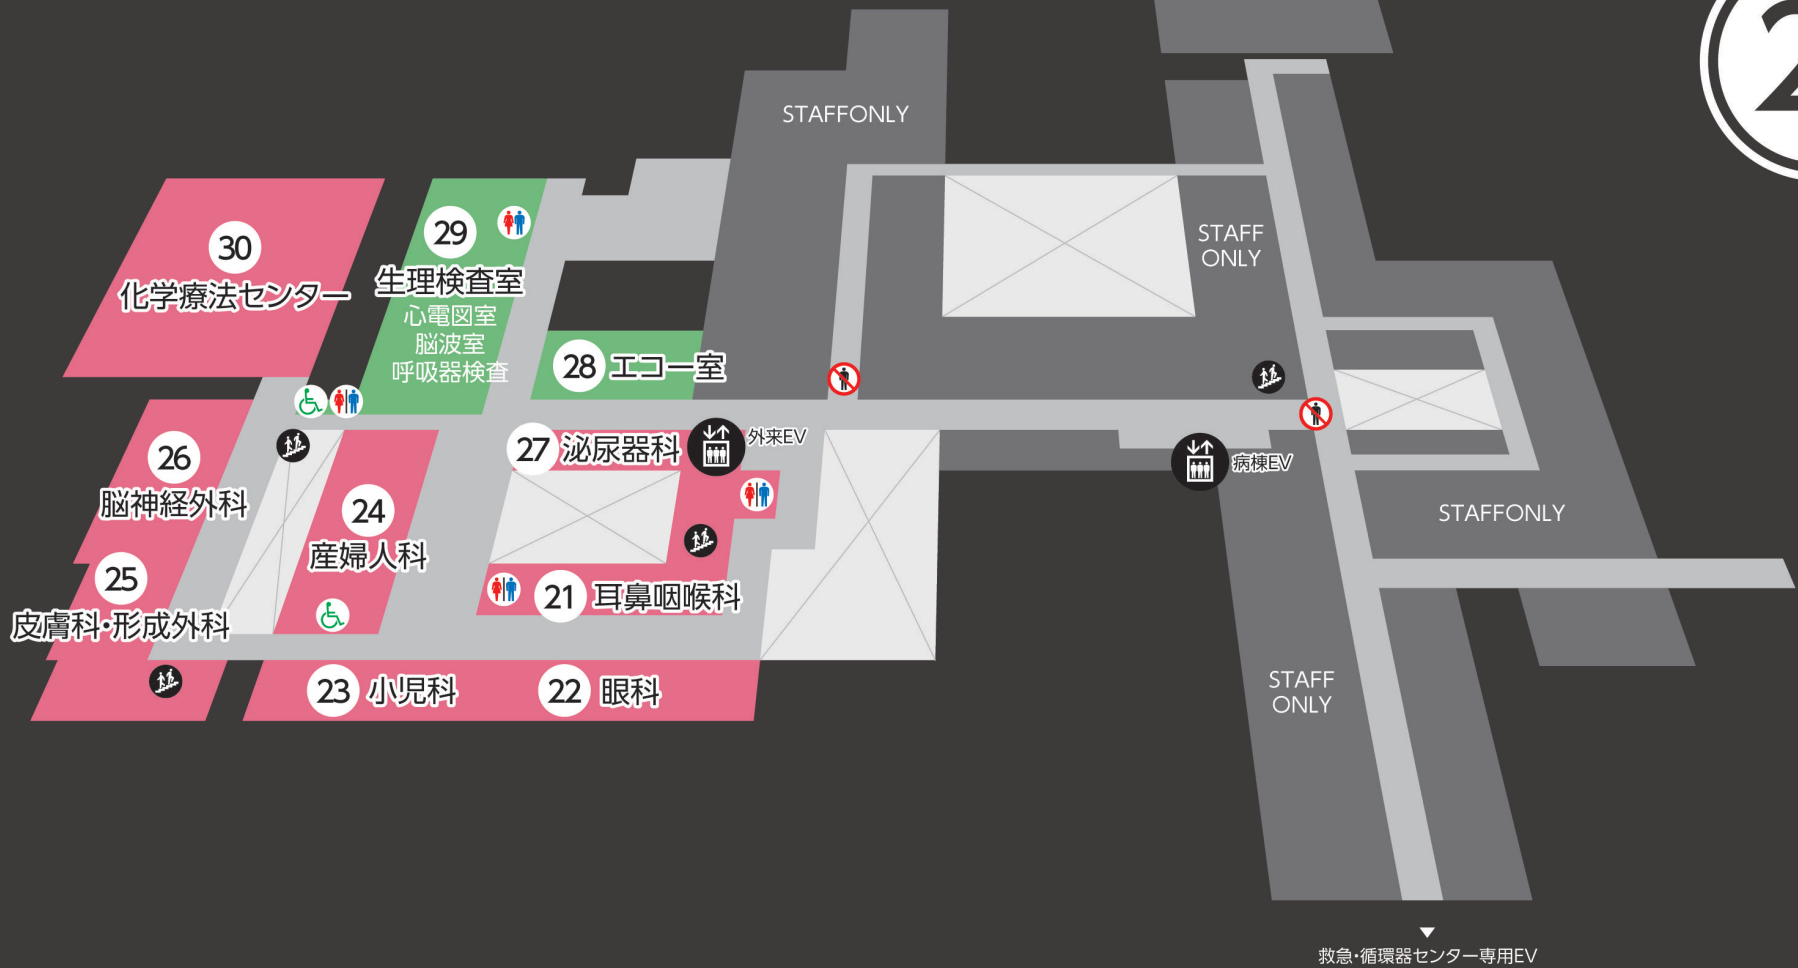 2
STAFFONLY
STAFF
ONLY
30
化学療法センター
29
生理検査室
心電図室
脳波室
呼吸器検査
28 エコー室
27 泌尿器科
外来EV
病棟EV
26
脳神経外科
24
産婦人科
STAFFONLY
25
皮膚科・形成外科
21 耳鼻咽喉科
23 小児科
22 眼科
STAFF
ONLY
救急・循環器センター専用EV